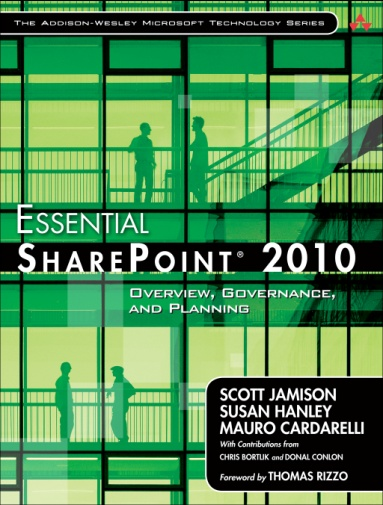 THE ADDISON-WESLEY MICROSOFT TECHNOLOGY SERIES
ESSENTIAL
SHAREPOINT® 2010
OVERVIEW, GOVERNANCE,
AND PLANNING
SCOTT JAMISON
SUSAN HANLEY
MAURO CARDARELLI
With Contributions from
CHRIS BORTLIK and DONAL CONLON
Foreword by THOMAS RIZZO